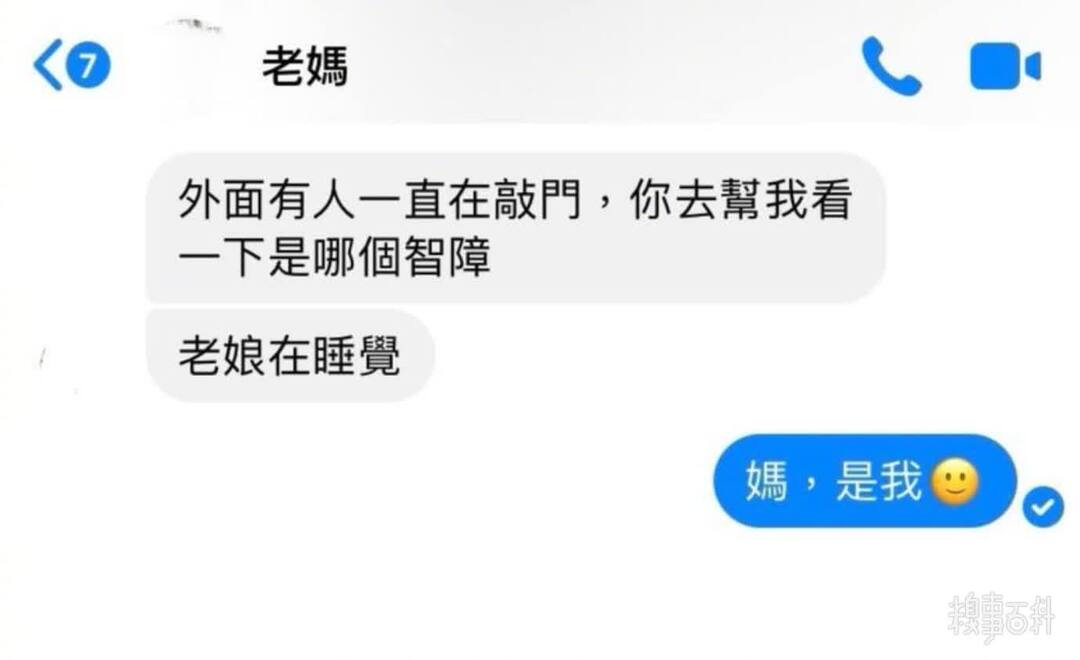 7
老媽
外面有人一直在敲門，你去幫我看
一下是哪個智障
老娘在睡覺
媽，是我🙂
糗事百科